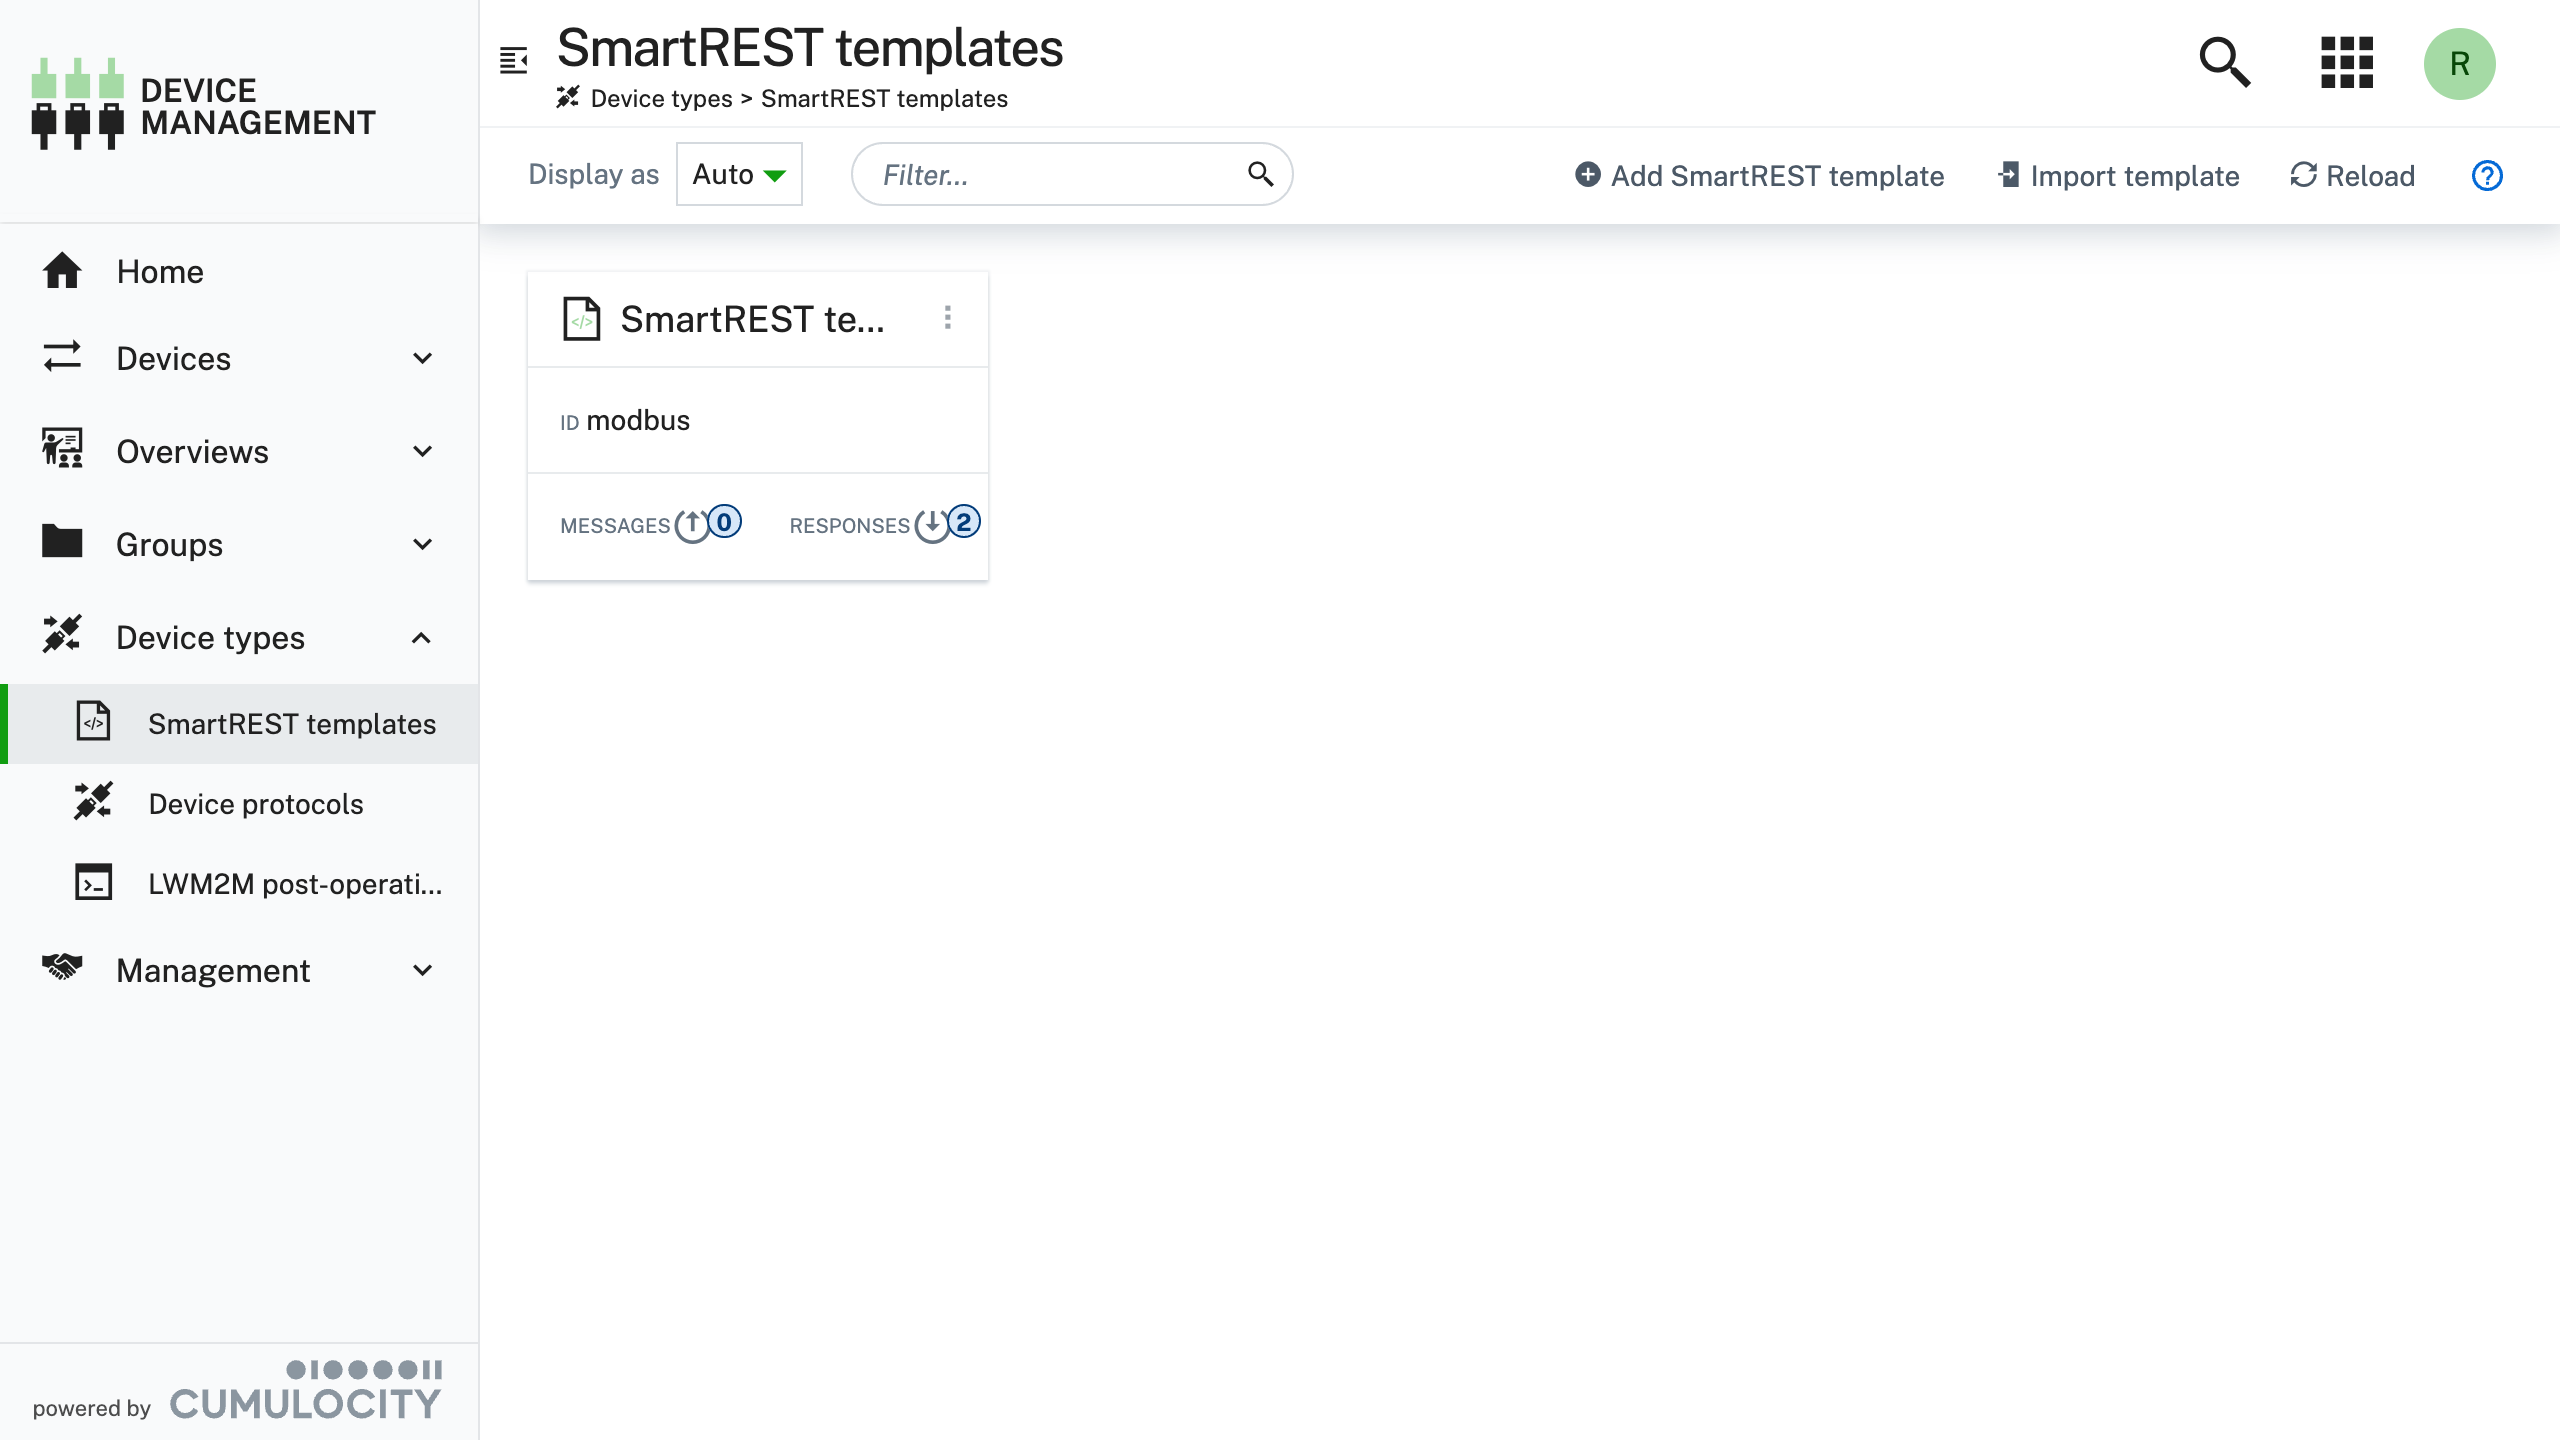 DEVICE
MANAGEMENT
SmartREST templates
Device types > SmartREST templates
R
Display as
Auto
Filter...
Add SmartREST template
Import template
Reload
?
Home
Devices
Overviews
Groups
Device types
SmartREST templates
Device protocols
LWM2M post-operati...
Management
SmartREST te...
ID modbus
MESSAGES 0
RESPONSES 2
powered by CUMULOCITY